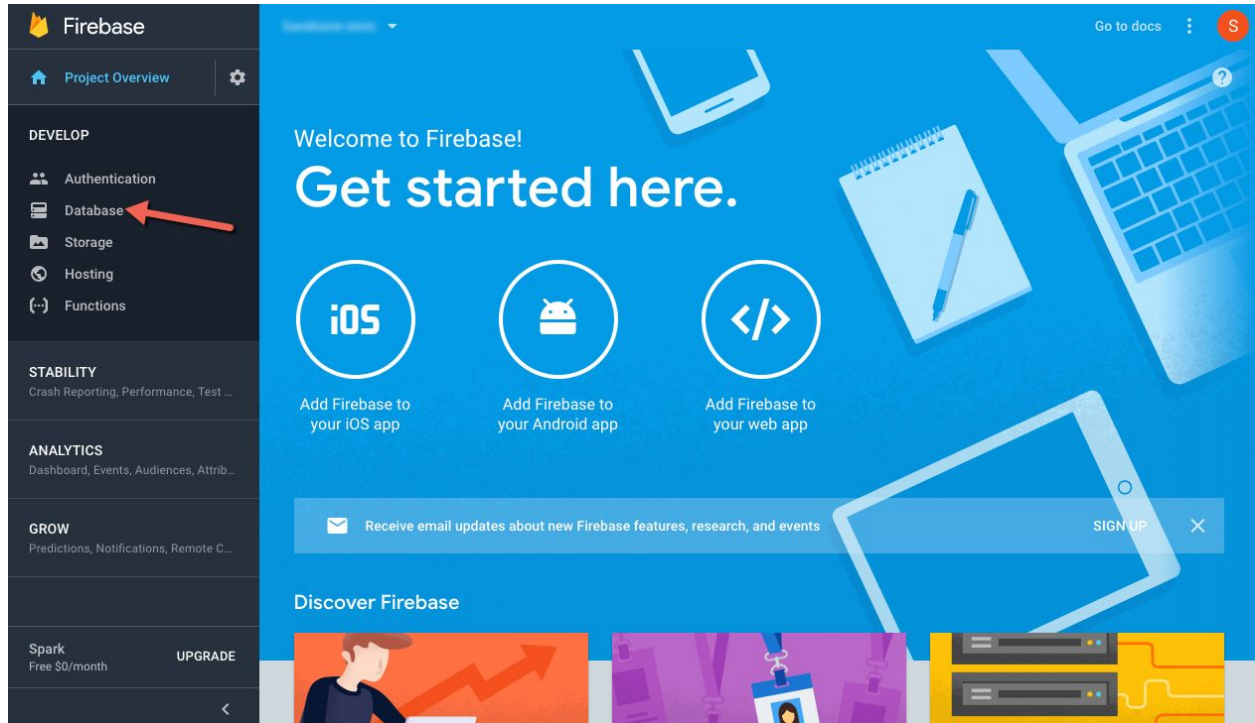 Firebase
Go to docs
S
Project Overview
?
DEVELOP
Authentication
Database
Storage
Hosting
Functions
STABILITY
Crash Reporting, Performance, Test ...
ANALYTICS
Dashboard, Events, Audiences, Attrib...
GROW
Predictions, Notifications, Remote C...
Spark
Free $0/month
UPGRADE
Welcome to Firebase!
Get started here.
iOS
</>
Add Firebase to
your iOS app
Add Firebase to
your Android app
Add Firebase to
your web app
Receive email updates about new Firebase features, research, and events
SIGN UP
Discover Firebase